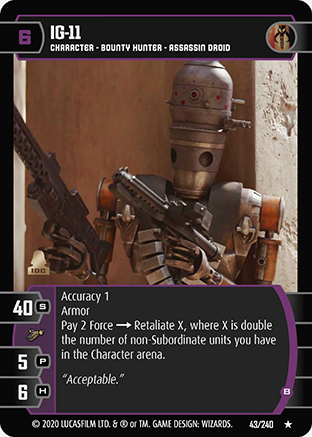 6
IG-11
CHARACTER - BOUNTY HUNTER - ASSASSIN DROID
IDC
40 S
5 P
6 H
Accuracy 1
Armor
Pay 2 Force → Retaliate X, where X is double
the number of non-Subordinate units you have
in the Character arena.
“Acceptable.”
B
© 2020 LUCASFILM LTD. & ® or TM. GAME DESIGN: WIZARDS. 43/240 ★